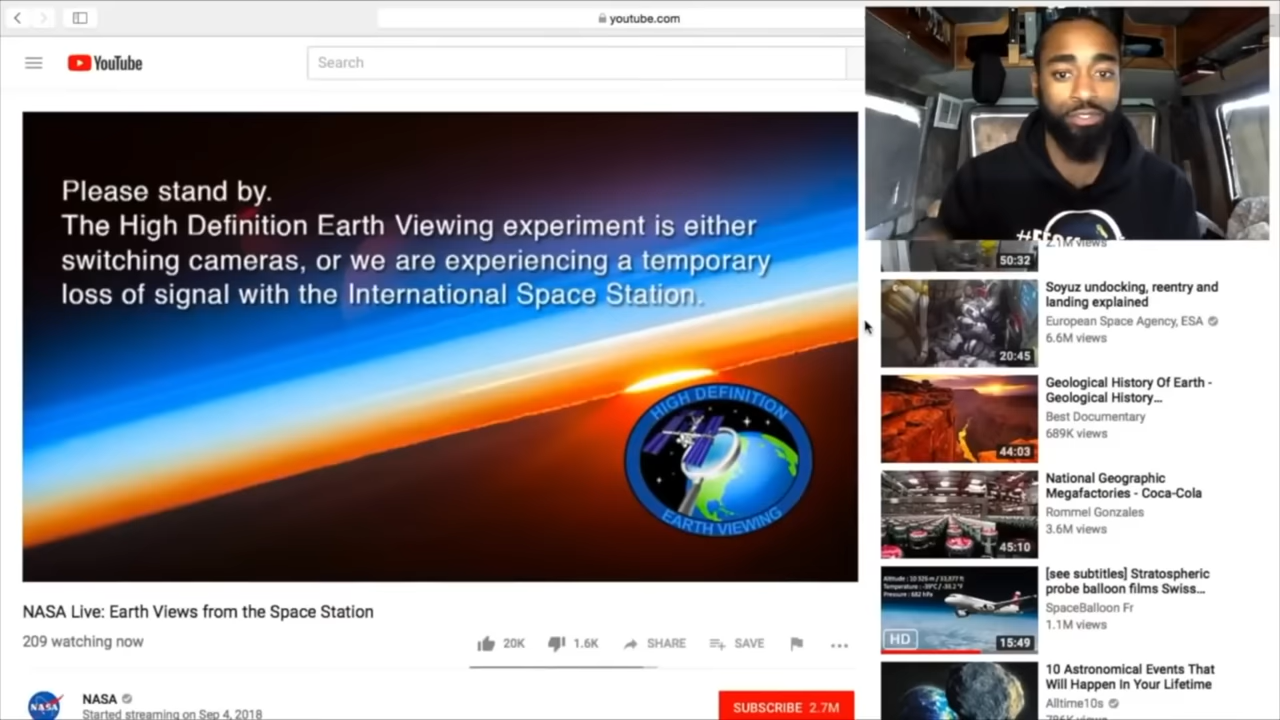 youtube.com
YouTube
Search
Please stand by.
The High Definition Earth Viewing experiment is either
switching cameras, or we are experiencing a temporary
loss of signal with the International Space Station.
HIGH DEFINITION
EARTH VIEWING
NASA Live: Earth Views from the Space Station
209 watching now
20K
1.6K
SHARE
SAVE
NASA
NASA
Started streaming on Sep 4, 2018
SUBSCRIBE 2.7M
2.1M views
50:32
Soyuz undocking, reentry and
landing explained
European Space Agency, ESA
6.6M views
20:45
Geological History Of Earth -
Geological History...
Best Documentary
689K views
44:03
National Geographic
Megafactories - Coca-Cola
Rommel Gonzales
3.6M views
45:10
[see subtitles] Stratospheric
probe balloon films Swiss...
SpaceBalloon Fr
1.1M views
HD
15:49
10 Astronomical Events That
Will Happen In Your Lifetime
Alltime10s
786K views